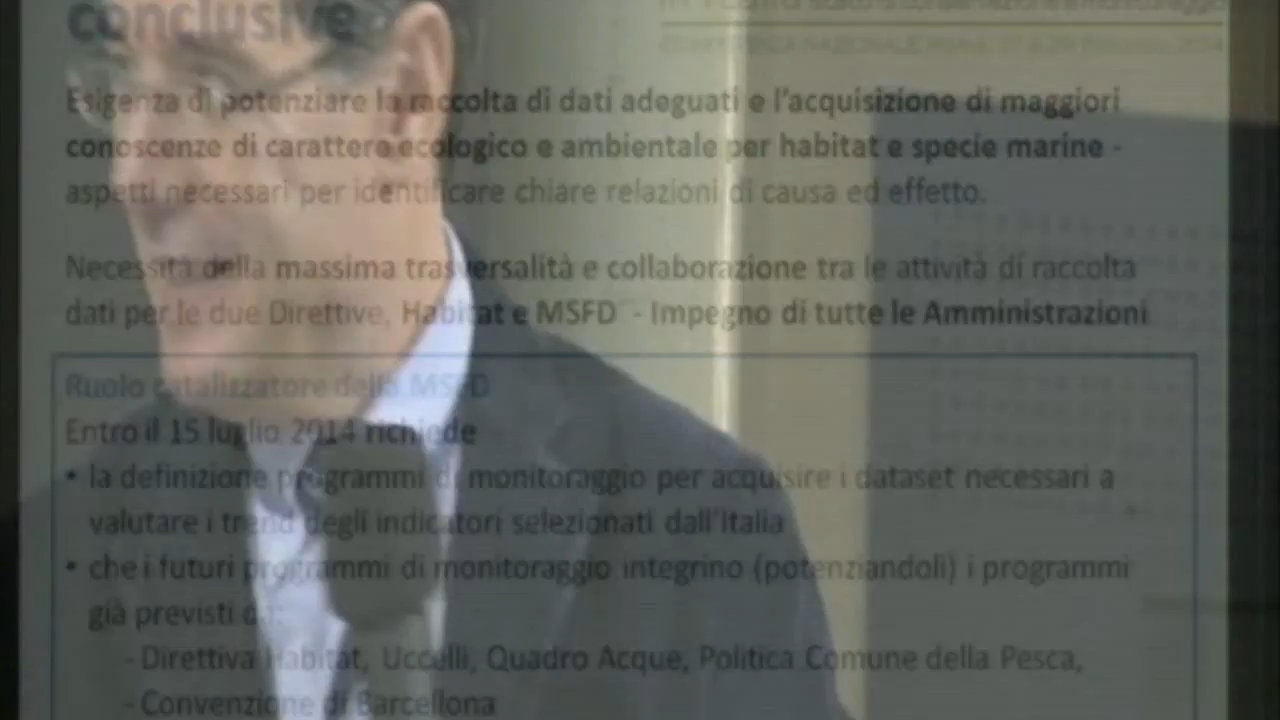 conclusive
Esigenza di potenziare la raccolta di dati adeguati e l'acquisizione di maggiori
conoscenze di carattere ecologico e ambientale per habitat e specie marine -
aspetti necessari per identificare chiare relazioni di causa ed effetto.
Necessità della massima trasversalità e collaborazione tra le attività di raccolta
dati per le due Direttive, Habitat e MSFD - Impegno di tutte le Amministrazioni
Ruolo catalizzatore della MSFD
Entro il 15 luglio 2014 richiede
• la definizione programmi di monitoraggio per acquisire i dataset necessari a
valutare i trend degli indicatori selezionati dall'Italia
• che i futuri programmi di monitoraggio integrino (potenziandoli) i programmi
già previsti da:
- Direttiva Habitat, Uccelli, Quadro Acque, Politica Comune della Pesca,
- Convenzione di Barcellona